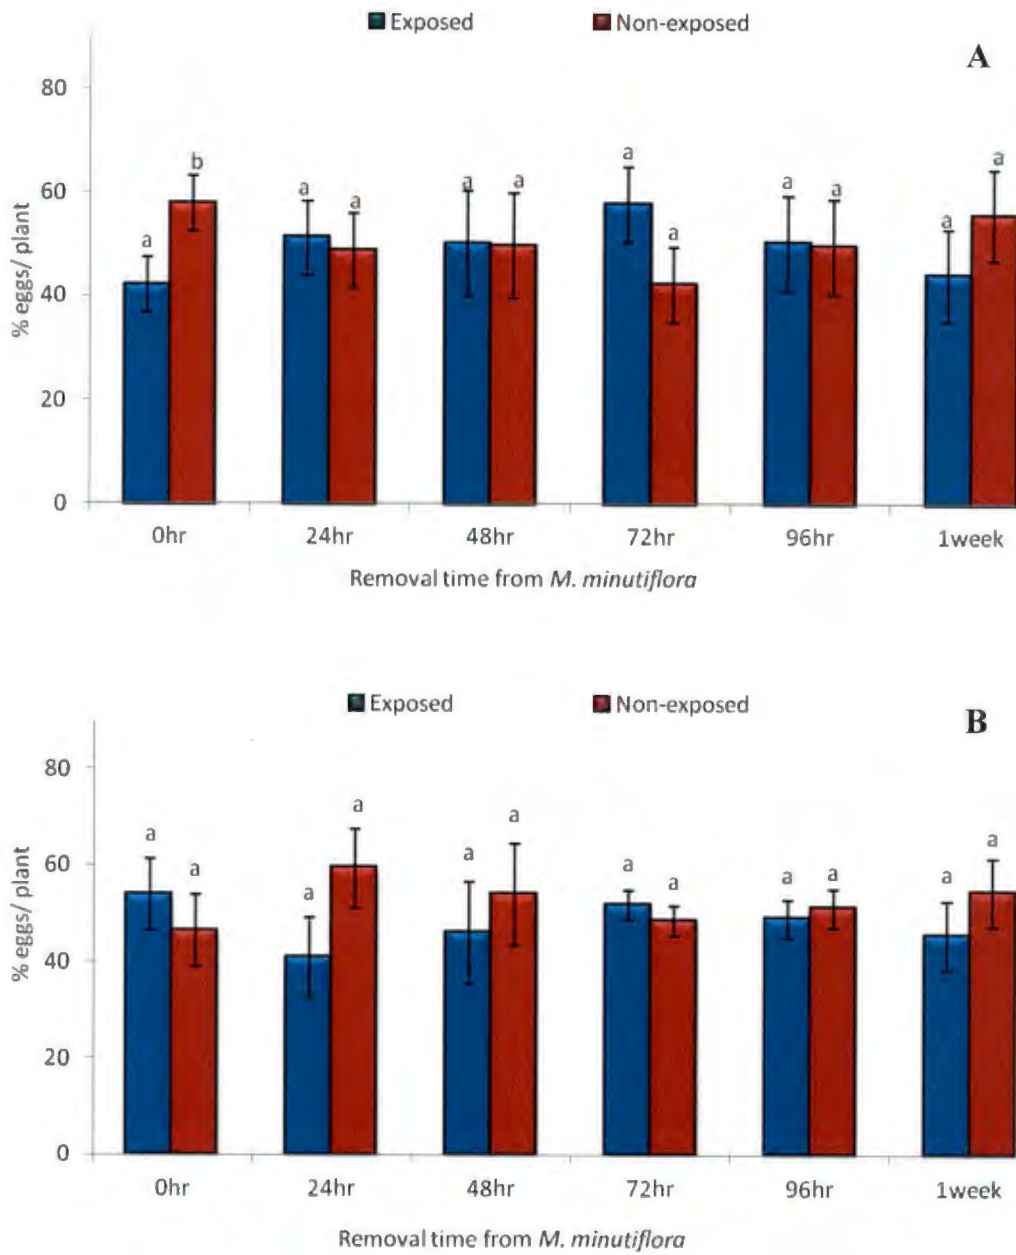 Exposed Non-exposed
A
80
60
40
20
0
% eggs/ plant
a b a a a a a a a a a a
0hr 24hr 48hr 72hr 96hr 1week
Removal time from M. minutiflora
Exposed Non-exposed
B
80
60
40
20
0
% eggs/ plant
a a a a a a a a a a a a
0hr 24hr 48hr 72hr 96hr 1week
Removal time from M. minutiflora